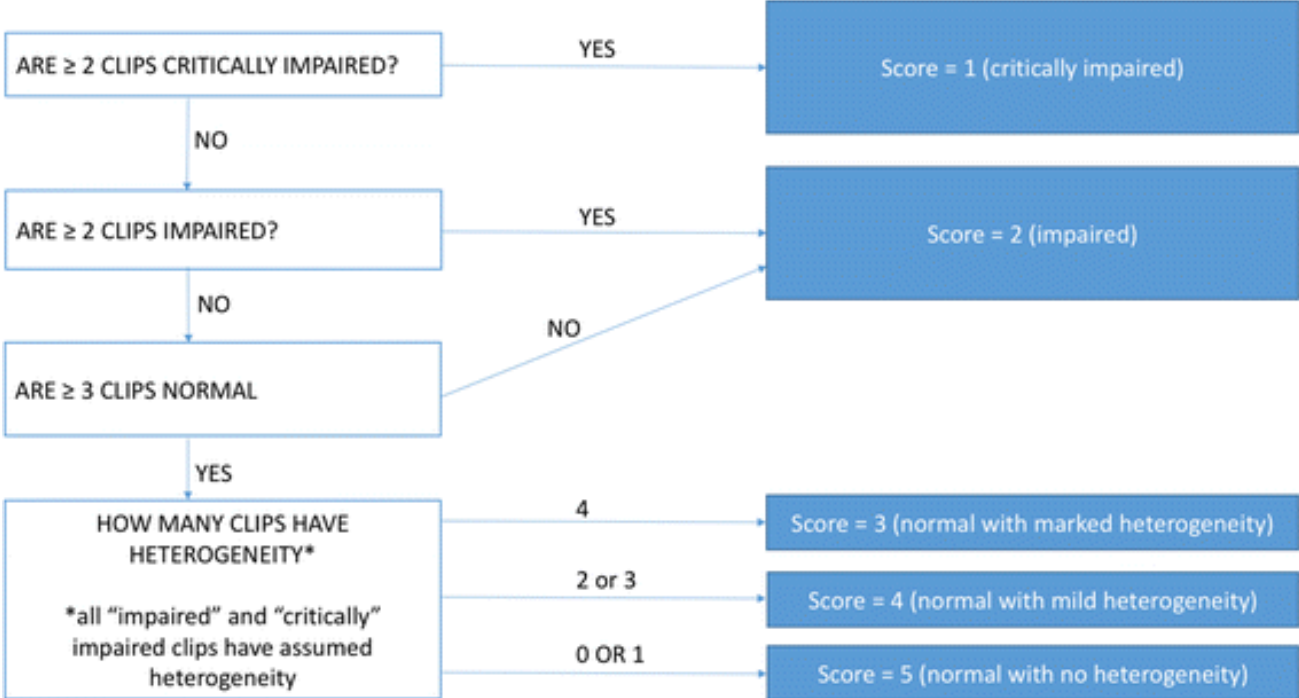 ARE ≥ 2 CLIPS CRITICALLY IMPAIRED?
YES
Score = 1 (critically impaired)
NO
ARE ≥ 2 CLIPS IMPAIRED?
YES
Score = 2 (impaired)
NO
NO
ARE ≥ 3 CLIPS NORMAL
YES
HOW MANY CLIPS HAVE
HETEROGENEITY*
*all “impaired” and “critically”
impaired clips have assumed
heterogeneity
4
Score = 3 (normal with marked heterogeneity)
2 or 3
Score = 4 (normal with mild heterogeneity)
0 OR 1
Score = 5 (normal with no heterogeneity)